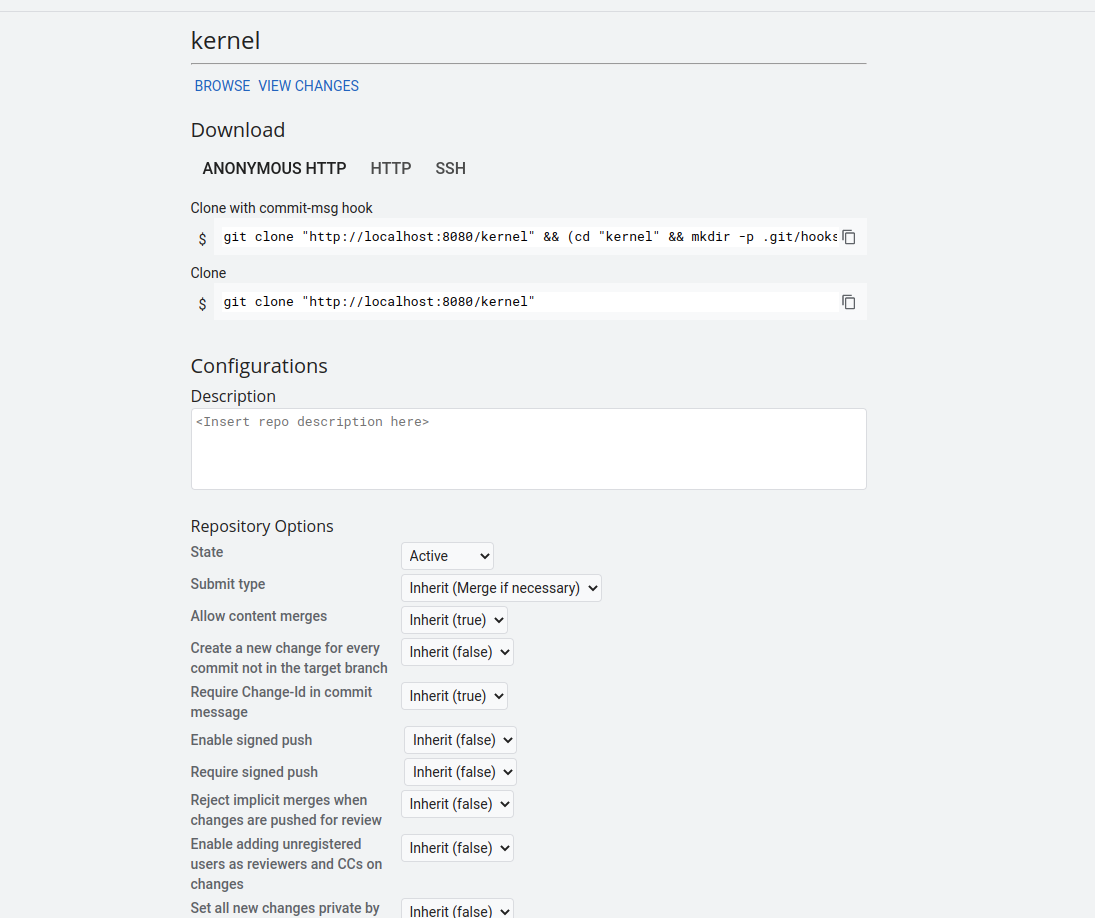 kernel
BROWSE VIEW CHANGES
Download
ANONYMOUS HTTP HTTP SSH
Clone with commit-msg hook
$ git clone "http://localhost:8080/kernel" && (cd "kernel" && mkdir -p .git/hooks
Clone
$ git clone "http://localhost:8080/kernel"
Configurations
Description
<Insert repo description here>
Repository Options
State Active
Submit type Inherit (Merge if necessary)
Allow content merges Inherit (true)
Create a new change for every
commit not in the target branch
Inherit (false)
Require Change-Id in commit
message
Inherit (true)
Enable signed push Inherit (false)
Require signed push Inherit (false)
Reject implicit merges when
changes are pushed for review
Inherit (false)
Enable adding unregistered
users as reviewers and CCs on
changes
Inherit (false)
Set all new changes private by
Inherit (false)